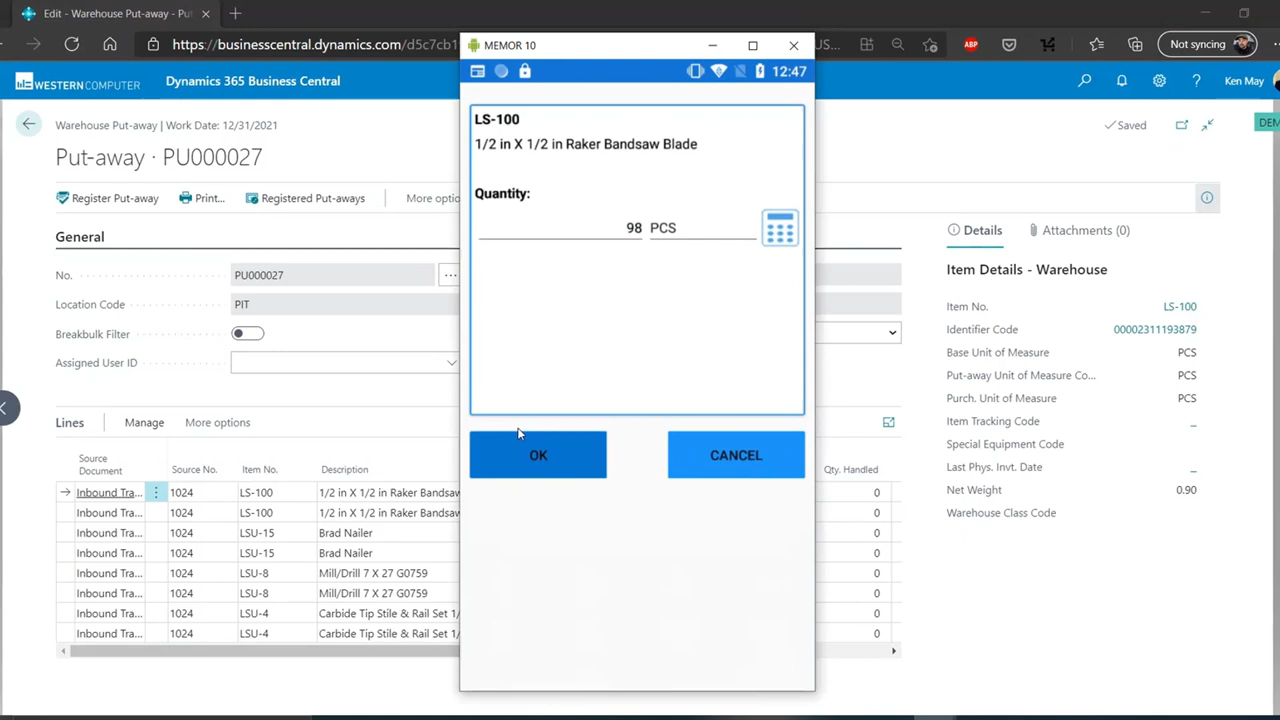 Edit - Warehouse Put-away - Put
https://businesscentral.dynamics.com/d5c7cb1
US...
ABP
Not syncing
WESTERN COMPUTER
Dynamics 365 Business Central
Ken May
Warehouse Put-away | Work Date: 12/31/2021
Saved
DEM
Put-away · PU000027
Register Put-away
Print...
Registered Put-aways
More optio
General
No.
PU000027
Location Code
PIT
Breakbulk Filter
Assigned User ID
Lines
Manage
More options
Source Document
Source No.
Item No.
Description
Qty. Handled
Inbound Tra... 1024 LS-100 1/2 in X 1/2 in Raker Bandsaw 0
Inbound Tra... 1024 LS-100 1/2 in X 1/2 in Raker Bandsaw 0
Inbound Tra... 1024 LSU-15 Brad Nailer 0
Inbound Tra... 1024 LSU-15 Brad Nailer 0
Inbound Tra... 1024 LSU-8 Mill/Drill 7 X 27 G0759 0
Inbound Tra... 1024 LSU-8 Mill/Drill 7 X 27 G0759 0
Inbound Tra... 1024 LSU-4 Carbide Tip Stile & Rail Set 1/ 0
Inbound Tra... 1024 LSU-4 Carbide Tip Stile & Rail Set 1/ 0
MEMOR 10
12:47
LS-100
1/2 in X 1/2 in Raker Bandsaw Blade
Quantity:
98 PCS
OK
CANCEL
Details
Attachments (0)
Item Details - Warehouse
Item No. LS-100
Identifier Code 00002311193879
Base Unit of Measure PCS
Put-away Unit of Measure Co... PCS
Purch. Unit of Measure PCS
Item Tracking Code _
Special Equipment Code
Last Phys. Invt. Date _
Net Weight 0.90
Warehouse Class Code